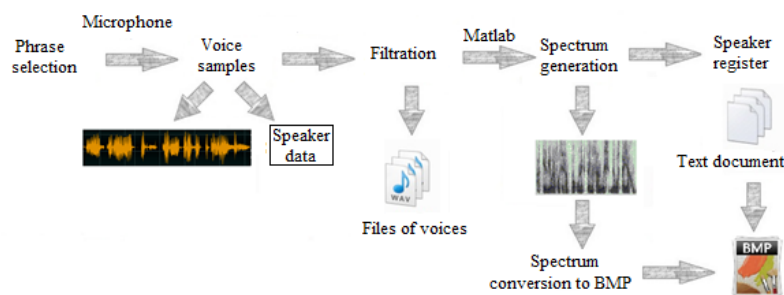 Microphone
Phrase
selection
Voice
samples
Filtration
Matlab
Spectrum
generation
Speaker
register
Speaker
data
WAV
Files of voices
Text document
Spectrum
conversion to BMP
BMP